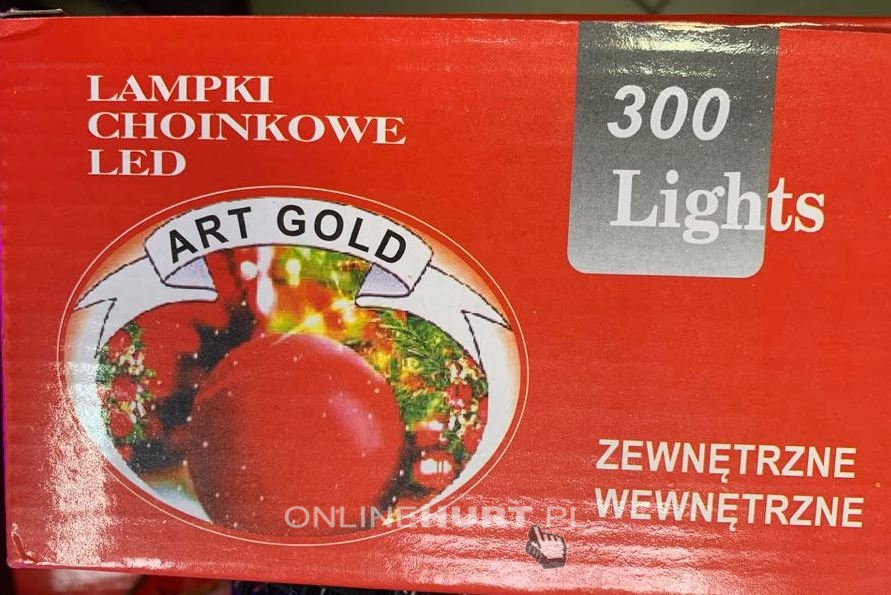 LAMPKI
CHOINKOWE
LED
300
Lights
ART GOLD
ZEWNĘTRZNE
WEWNĘTRZNE
ONLINEHURT.PL